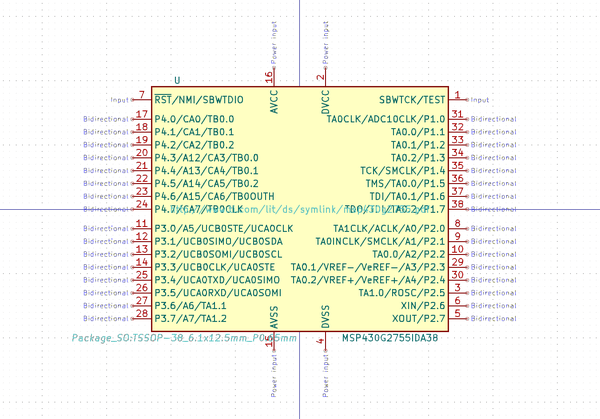 Power input
Power input
16
2
U
AVCC
DVCC
Input 7 RST/NMI/SBWTDIO SBWTCK/TEST 1 Input
Bidirectional 17 P4.0/CA0/TB0.0 TA0CLK/ADC10CLK/P1.0 31 Bidirectional
Bidirectional 18 P4.1/CA1/TB0.1 TA0.0/P1.1 32 Bidirectional
Bidirectional 19 P4.2/CA2/TB0.2 TA0.1/P1.2 33 Bidirectional
Bidirectional 20 P4.3/A12/CA3/TB0.0 TA0.2/P1.3 34 Bidirectional
Bidirectional 21 P4.4/A13/CA4/TB0.1 TCK/SMCLK/P1.4 35 Bidirectional
Bidirectional 22 P4.5/A14/CA5/TB0.2 TMS/TA0.0/P1.5 36 Bidirectional
Bidirectional 23 P4.6/A15/CA6/TB0OUTH TDI/TA0.1/P1.6 37 Bidirectional
Bidirectional 24 38 Bidirectional
Bidirectional 11 P3.0/A5/UCB0STE/UCA0CLK TA1CLK/ACLK/A0/P2.0 8 Bidirectional
Bidirectional 12 P3.1/UCB0SIMO/UCB0SDA TA0INCLK/SMCLK/A1/P2.1 9 Bidirectional
Bidirectional 13 P3.2/UCB0SOMI/UCB0SCL TA0.0/A2/P2.2 10 Bidirectional
Bidirectional 14 P3.3/UCB0CLK/UCA0STE TA0.1/VREF-/VeREF-/A3/P2.3 29 Bidirectional
Bidirectional 25 P3.4/UCA0TXD/UCA0SIMO TA0.2/VREF+/VeREF+/A4/P2.4 30 Bidirectional
Bidirectional 26 P3.5/UCA0RXD/UCA0SOMI TA1.0/ROSC/P2.5 3 Bidirectional
Bidirectional 27 P3.6/A6/TA1.1 XIN/P2.6 6 Bidirectional
Bidirectional 28 P3.7/A7/TA1.2 XOUT/P2.7 5 Bidirectional
AVSS
DVSS
MSP430G2755IDA38
15
4
Power input
Power input